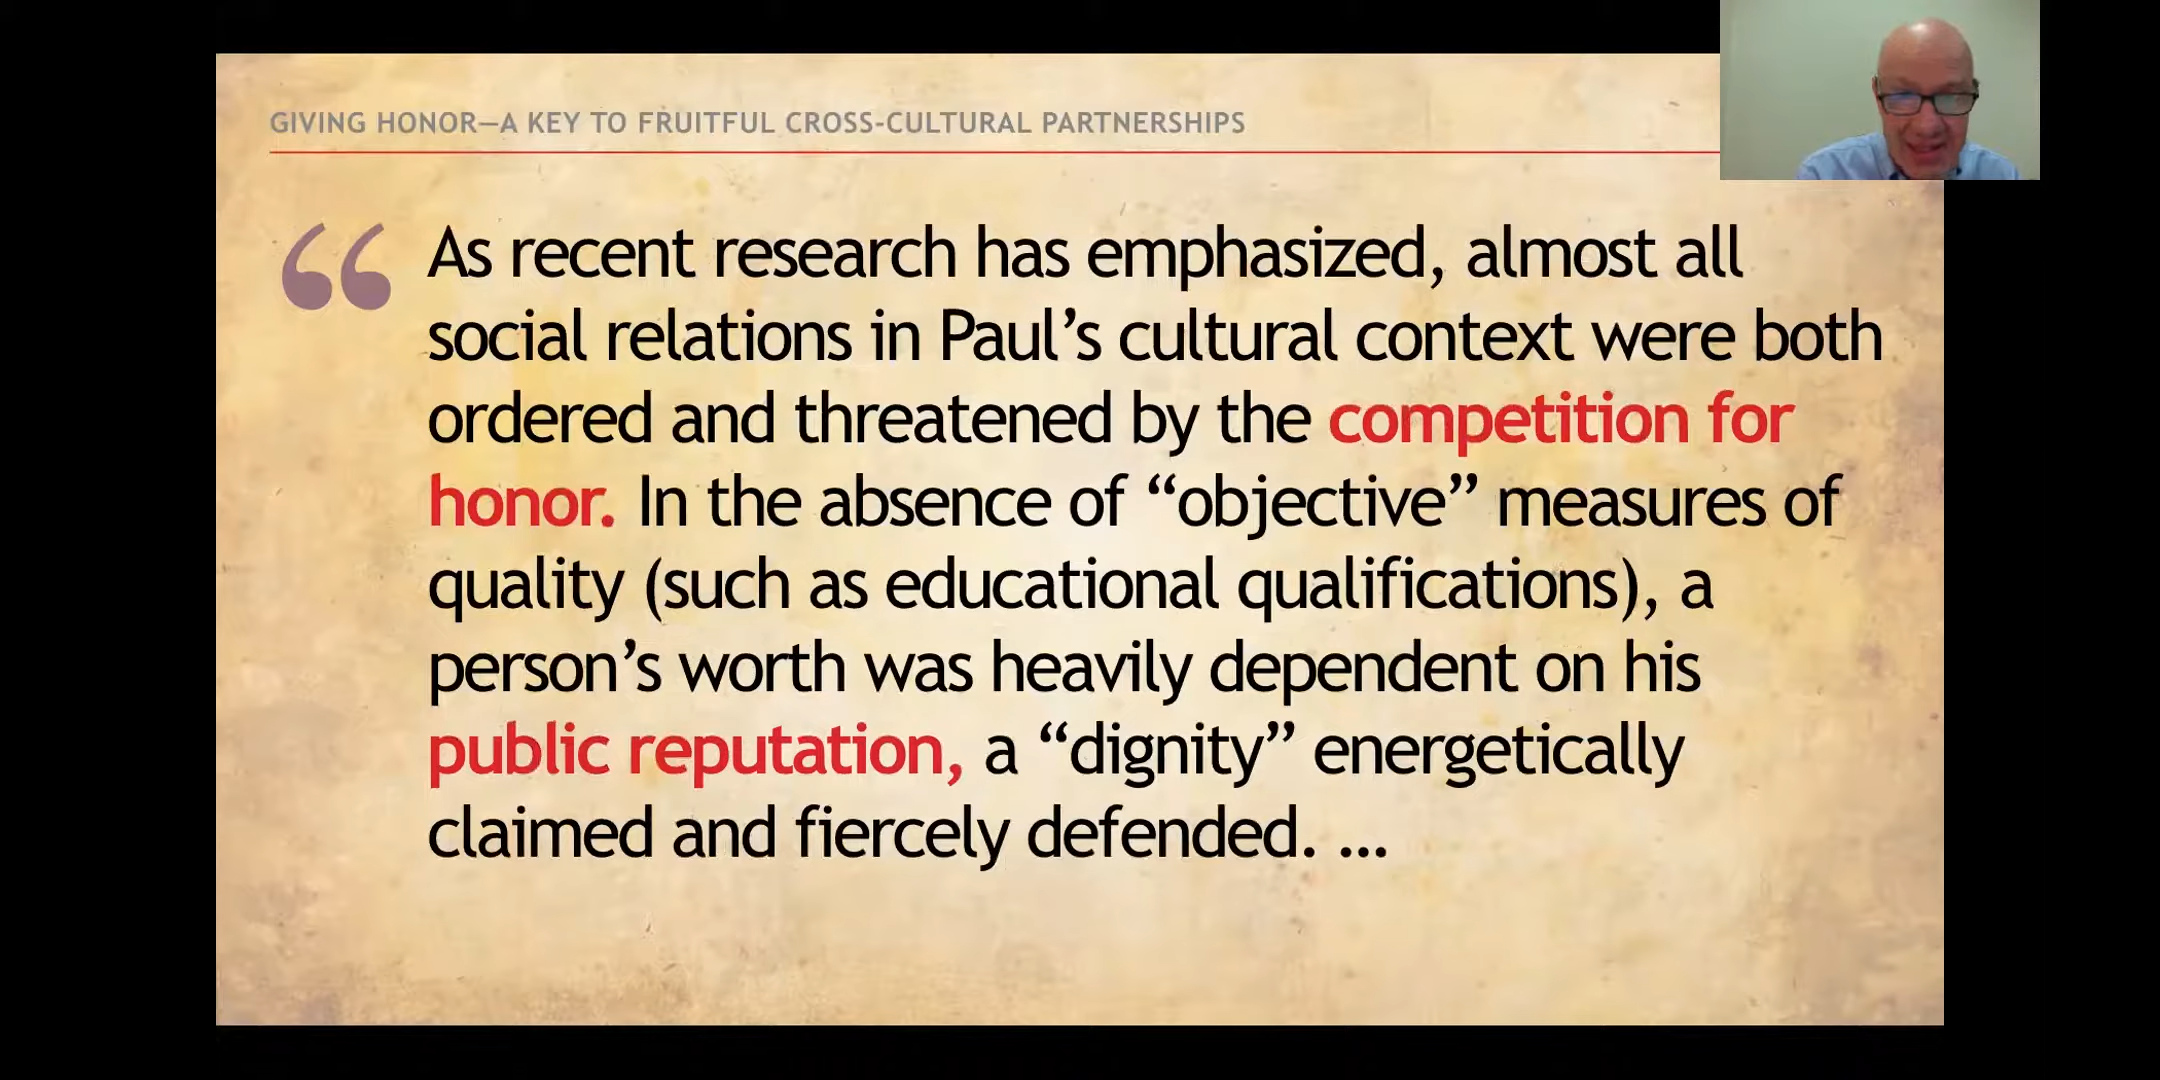 GIVING HONOR—A KEY TO FRUITFUL CROSS-CULTURAL PARTNERSHIPS
“As recent research has emphasized, almost all
social relations in Paul’s cultural context were both
ordered and threatened by the competition for
honor. In the absence of “objective” measures of
quality (such as educational qualifications), a
person’s worth was heavily dependent on his
public reputation, a “dignity” energetically
claimed and fiercely defended. ...